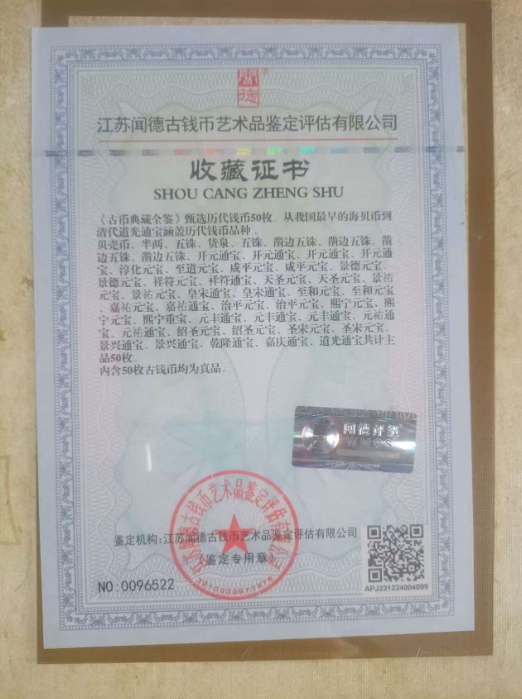 闻德
江苏闻德古钱币艺术品鉴定评估有限公司
收藏证书
SHOU CANG ZHENG SHU
《古币典藏全鉴》甄选历代钱币50枚，从我国最早的海贝币到
清代道光通宝涵盖历代钱币品种。
贝壳币、半两、五铢、货泉、五铢、凿边五铢、凿边五铢、凿
边五铢、凿边五铢、开元通宝、开元通宝、开元通宝、开元通
宝、淳化元宝、至道元宝、咸平元宝、咸平元宝、景德元宝、
景德元宝、祥符元宝、祥符通宝、天圣元宝、天圣元宝、景祐
元宝、景祐元宝、皇宋通宝、皇宋通宝、至和元宝、至和元宝
、嘉祐元宝、嘉祐通宝、治平元宝、治平元宝、熙宁元宝、熙
宁元宝、熙宁重宝、元丰通宝、元丰通宝、元丰通宝、元祐通
宝、元祐通宝、绍圣元宝、绍圣元宝、圣宋元宝、圣宋元宝、
景兴通宝、景兴通宝、乾隆通宝、嘉庆通宝、道光通宝共计主
品50枚。
内含50枚古钱币均为真品。
闻德评级
WMGS
鉴定机构:江苏闻德古钱币艺术品鉴定评估有限公司
（鉴定专用章）
NO:0096522
APJ231224004099